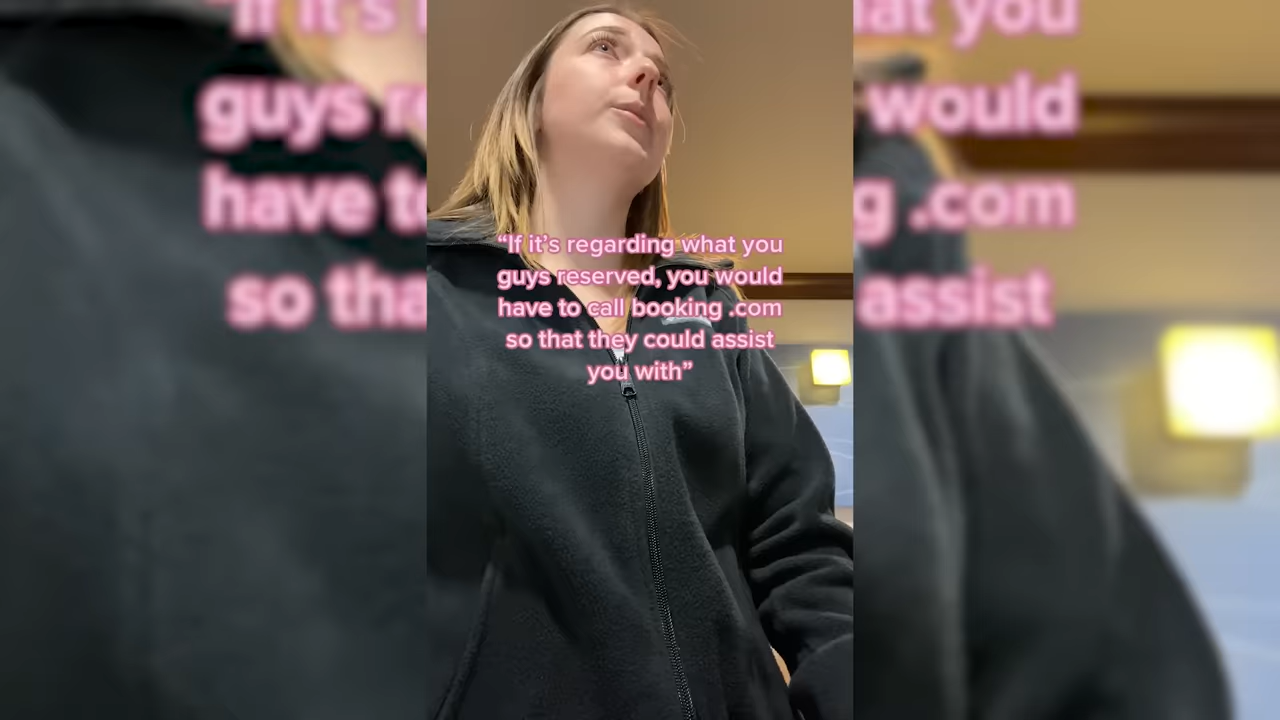 “If it’s regarding what you
guys reserved, you would
have to call booking .com
so that they could assist
you with”